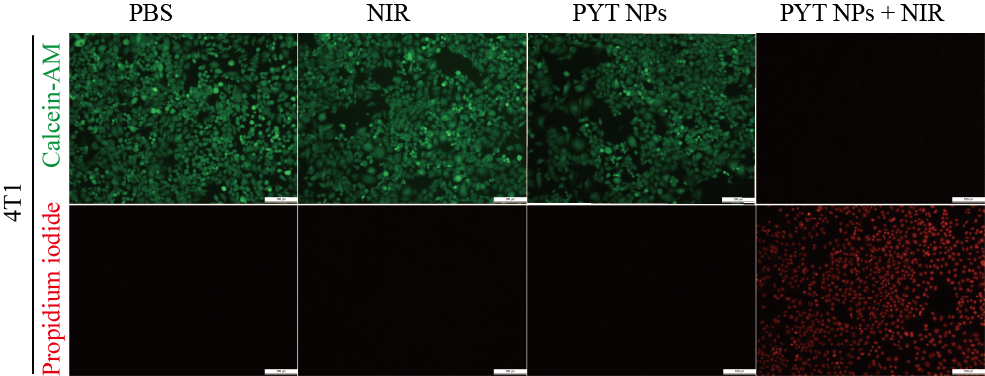 PBS
NIR
PYT NPs
PYT NPs + NIR
4T1
Calcein-AM
Propidium iodide